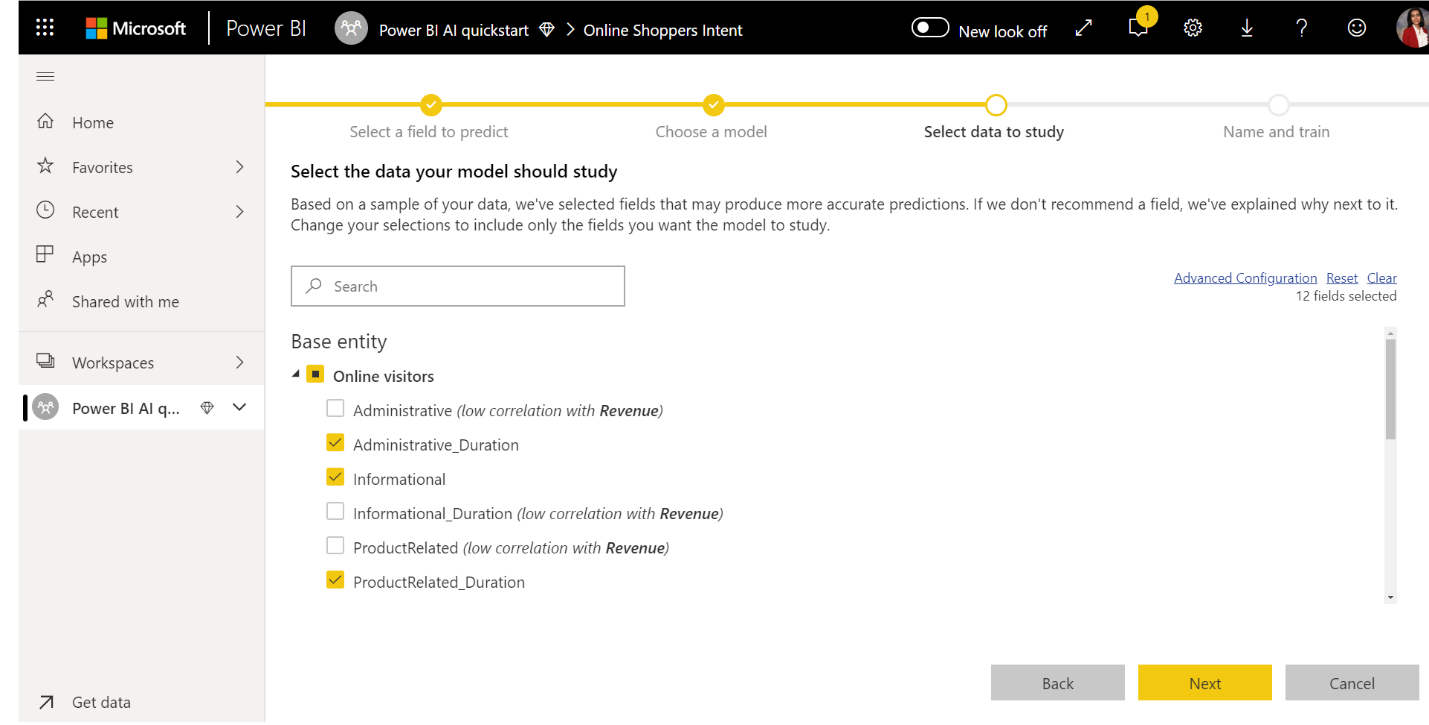 Microsoft Power BI Power BI AI quickstart > Online Shoppers Intent New look off 1 ?
Home
Favorites
Recent
Apps
Shared with me
Workspaces
Power BI AI q...
Get data
Select a field to predict Choose a model Select data to study Name and train
Select the data your model should study
Based on a sample of your data, we've selected fields that may produce more accurate predictions. If we don't recommend a field, we've explained why next to it.
Change your selections to include only the fields you want the model to study.
Search
Advanced Configuration Reset Clear
12 fields selected
Base entity
Online visitors
Administrative (low correlation with Revenue)
Administrative_Duration
Informational
Informational_Duration (low correlation with Revenue)
ProductRelated (low correlation with Revenue)
ProductRelated_Duration
Back Next Cancel